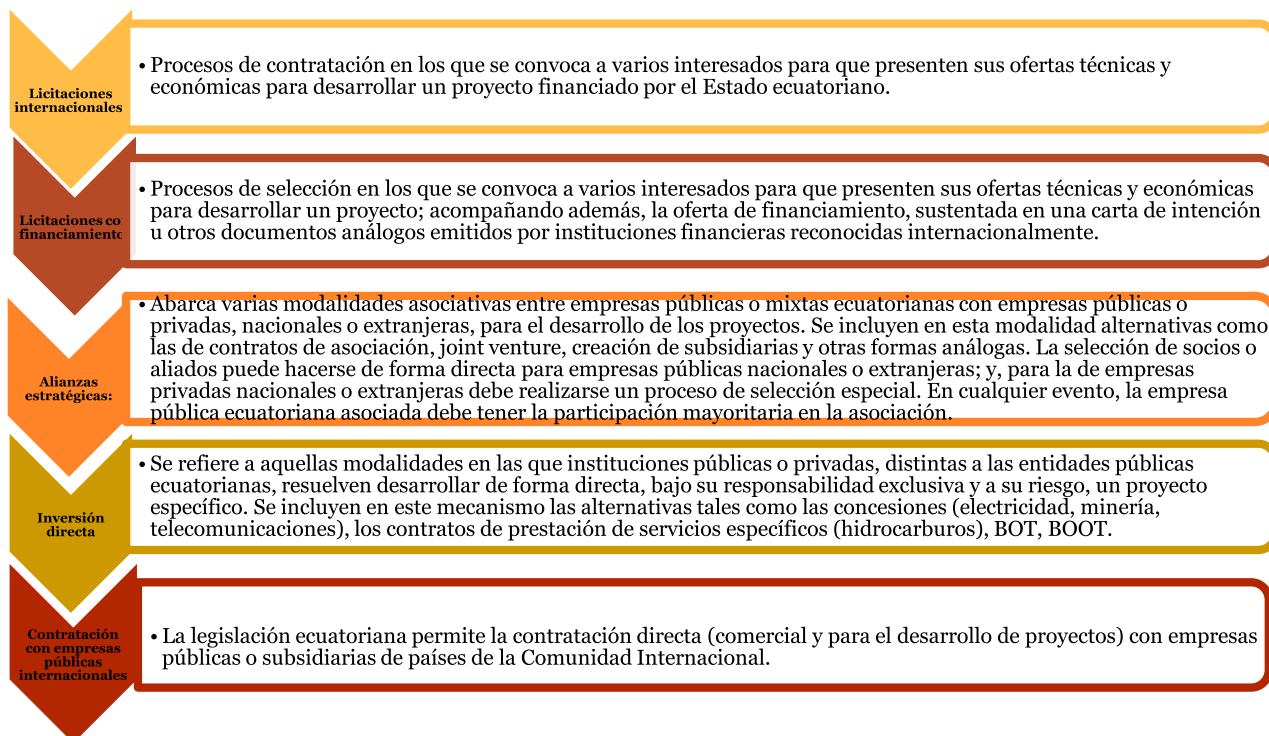 Licitaciones
internacionales
• Procesos de contratación en los que se convoca a varios interesados para que presenten sus ofertas técnicas y
económicas para desarrollar un proyecto financiado por el Estado ecuatoriano.
Licitaciones co
financiamiento
• Procesos de selección en los que se convoca a varios interesados para que presenten sus ofertas técnicas y económicas
para desarrollar un proyecto; acompañando además, la oferta de financiamiento, sustentada en una carta de intención
u otros documentos análogos emitidos por instituciones financieras reconocidas internacionalmente.
Alianzas
estratégicas:
• Abarca varias modalidades asociativas entre empresas públicas o mixtas ecuatorianas con empresas públicas o
privadas, nacionales o extranjeras, para el desarrollo de los proyectos. Se incluyen en esta modalidad alternativas como
las de contratos de asociación, joint venture, creación de subsidiarias y otras formas análogas. La selección de socios o
aliados puede hacerse de forma directa para empresas públicas nacionales o extranjeras; y, para la de empresas
privadas nacionales o extranjeras debe realizarse un proceso de selección especial. En cualquier evento, la empresa
pública ecuatoriana asociada debe tener la participación mayoritaria en la asociación.
Inversión
directa
• Se refiere a aquellas modalidades en las que instituciones públicas o privadas, distintas a las entidades públicas
ecuatorianas, resuelven desarrollar de forma directa, bajo su responsabilidad exclusiva y a su riesgo, un proyecto
específico. Se incluyen en este mecanismo las alternativas tales como las concesiones (electricidad, minería,
telecomunicaciones), los contratos de prestación de servicios específicos (hidrocarburos), BOT, BOOT.
Contratación
con empresas
públicas
internacionales
• La legislación ecuatoriana permite la contratación directa (comercial y para el desarrollo de proyectos) con empresas
públicas o subsidiarias de países de la Comunidad Internacional.